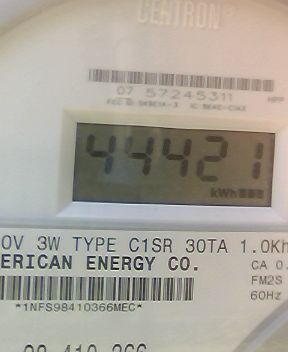 CENTRON®
07 57245311
44421
kWh
0V 3W TYPE C1SR 30TA 1.0Kh
ERICAN ENERGY CO.
CA 0.
FM2S
60Hz
*1NFS98410366MEC*